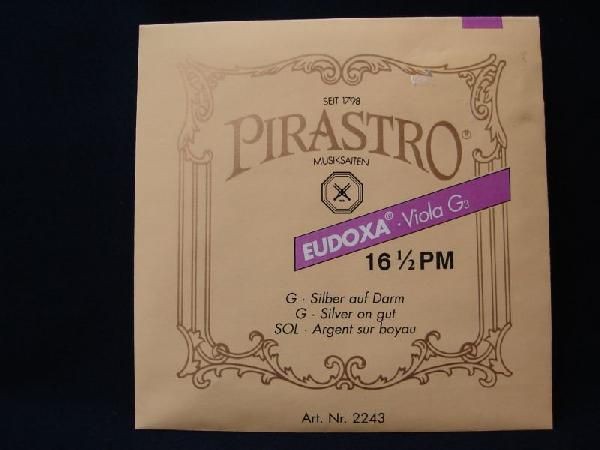 SEIT 1798
PIRASTRO®
MUSIKSAITEN
EUDOXA® · Viola G3
16 ½ PM
G · Silber auf Darm
G · Silver on gut
SOL · Argent sur boyau
Art. Nr. 2243